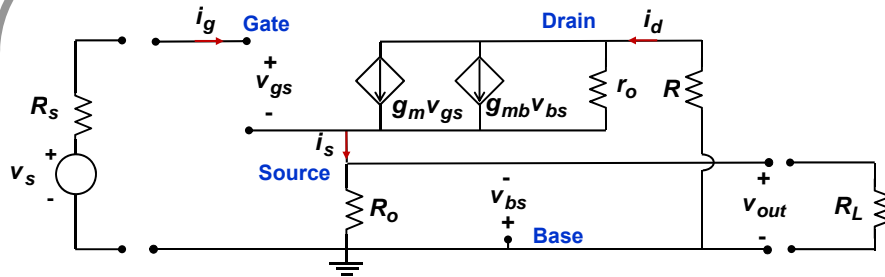 i_g Gate Drain i_d
+ v_gs -
R_s
g_m v_gs g_mb v_bs r_o R
v_s + -
i_s
Source
R_o
- v_bs +
Base
+ v_out -
R_L